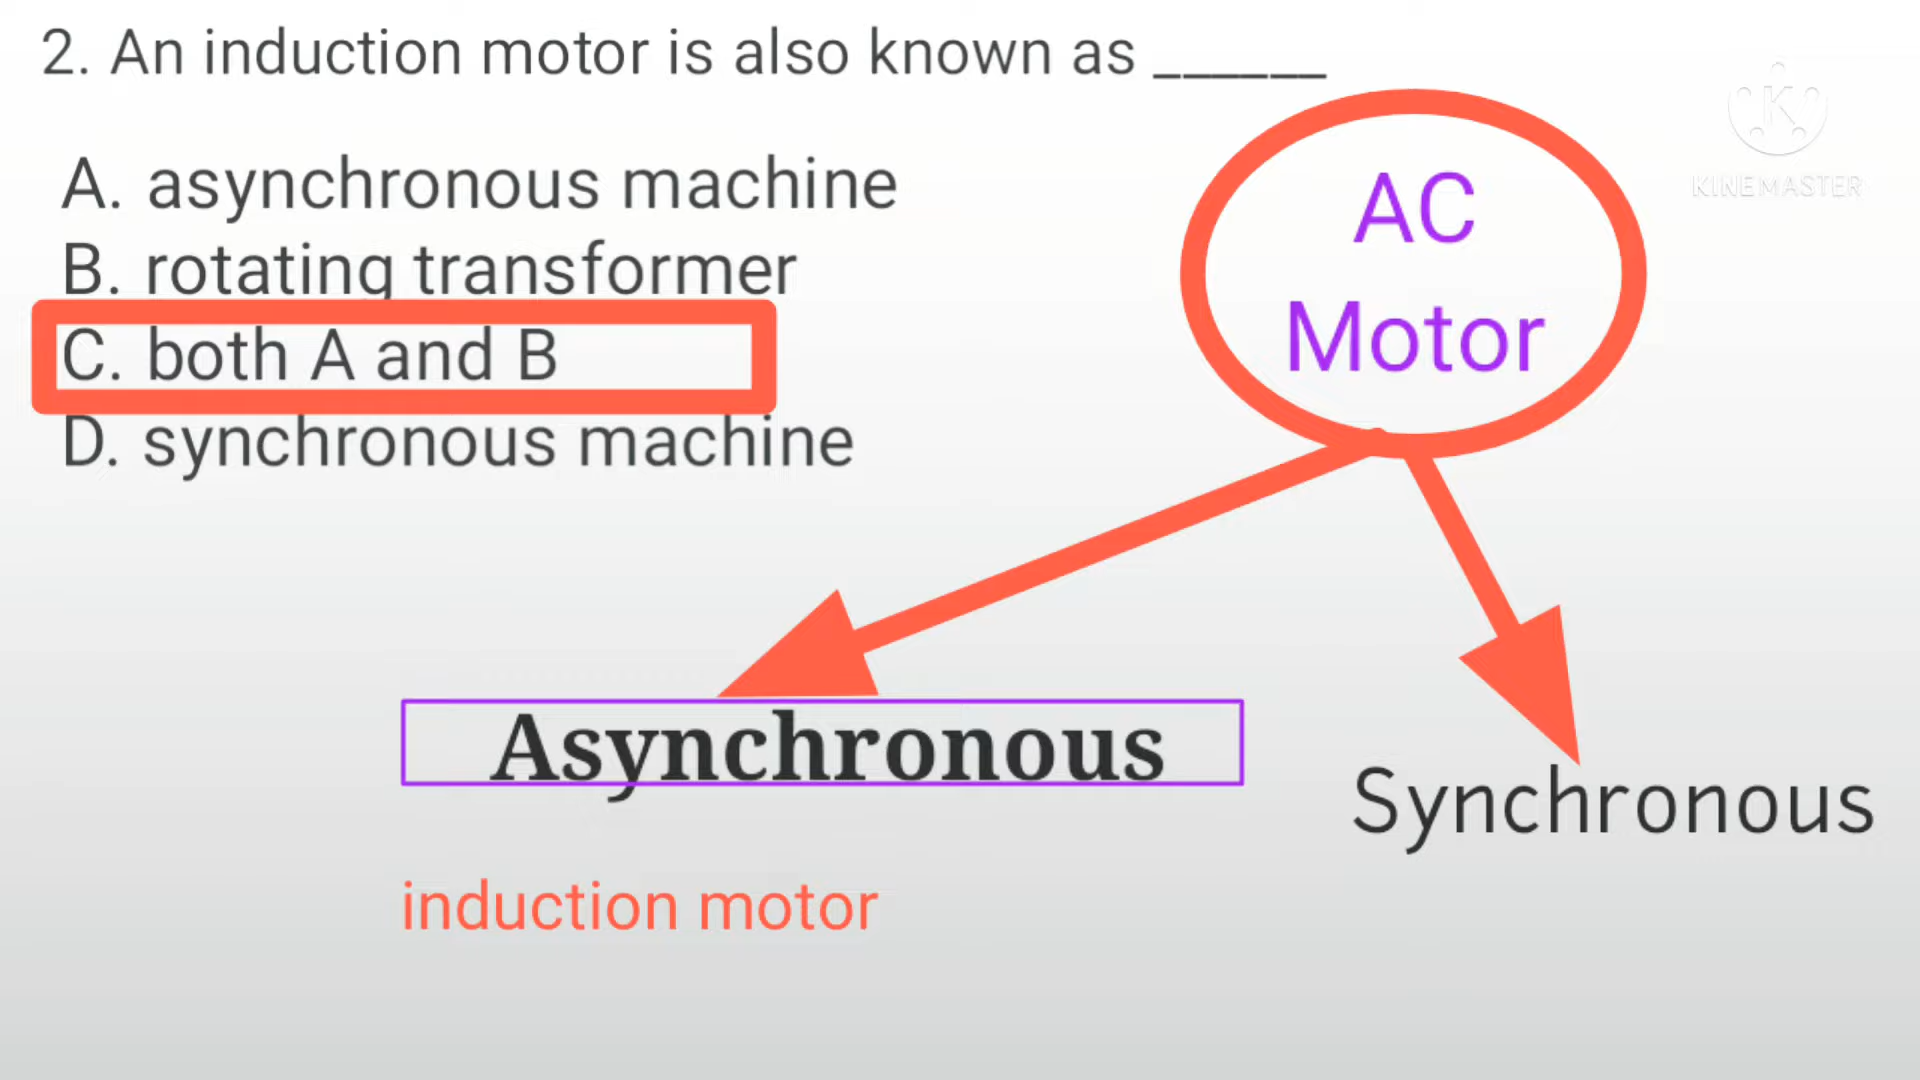 2. An induction motor is also known as ______
A. asynchronous machine
B. rotating transformer
C. both A and B
D. synchronous machine
AC
Motor
K
KINEMASTER
Asynchronous
Synchronous
induction motor